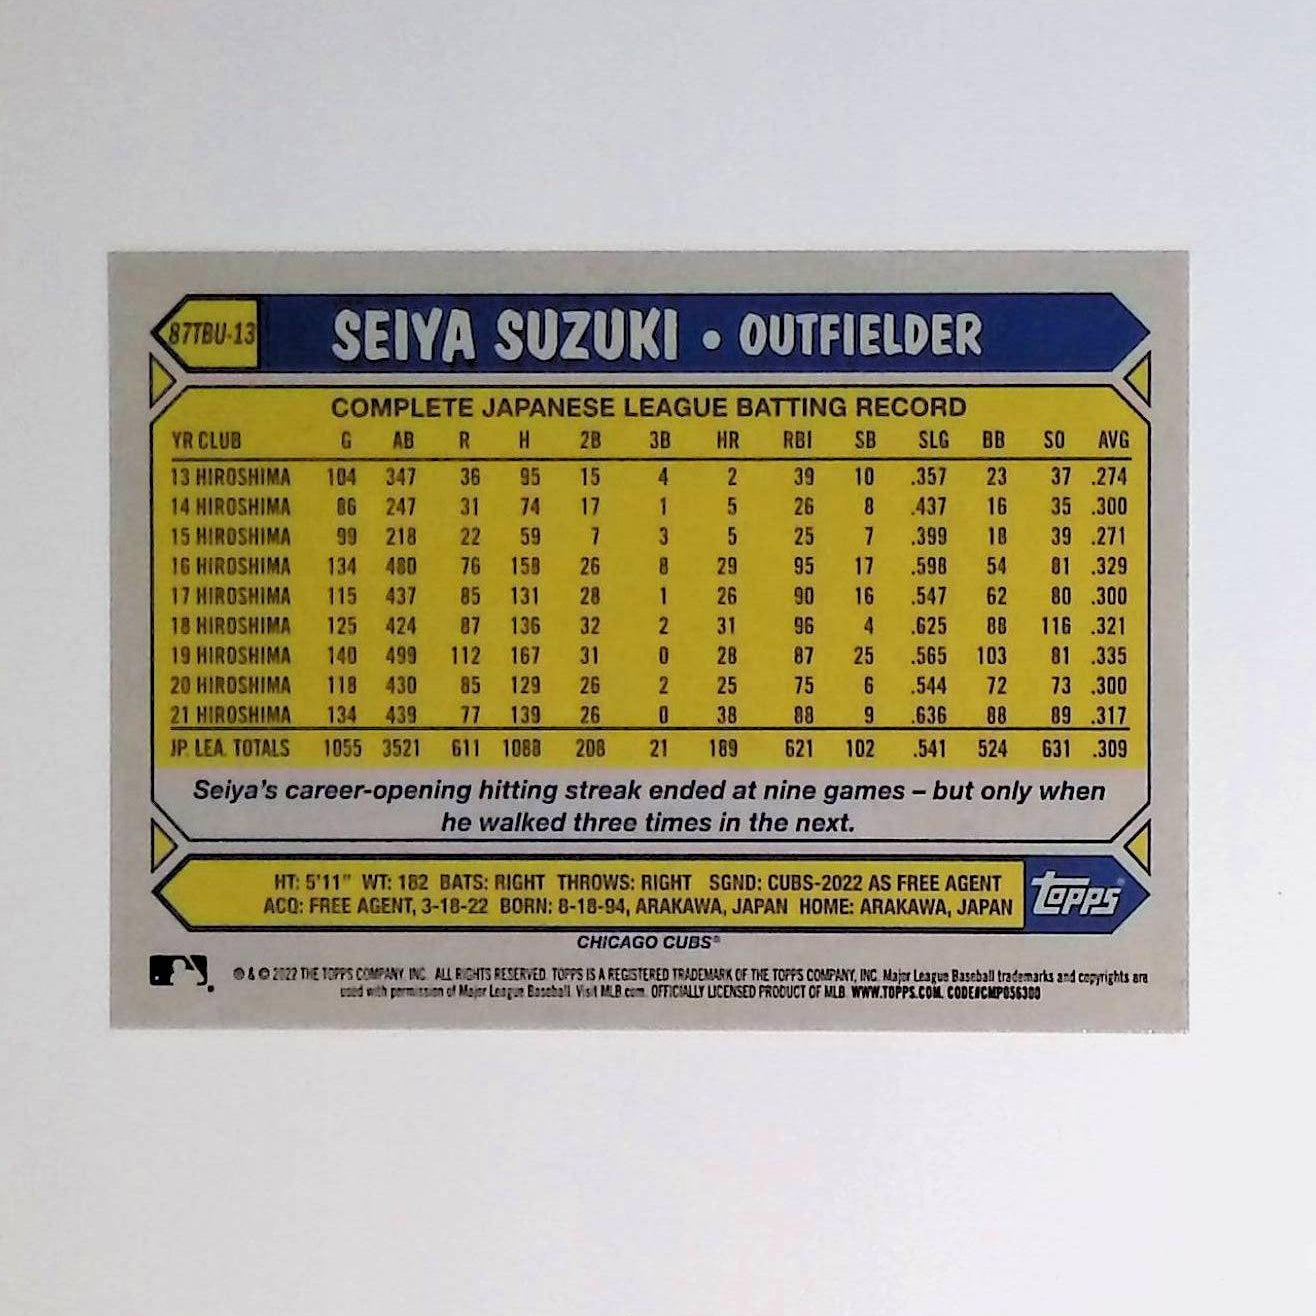 87TBU-13
SEIYA SUZUKI • OUTFIELDER
COMPLETE JAPANESE LEAGUE BATTING RECORD
YR CLUB G AB R H 2B 3B HR RBI SB SLG BB SO AVG
13 HIROSHIMA 104 347 36 95 15 4 2 39 10 .357 23 37 .274
14 HIROSHIMA 86 247 31 74 17 1 5 26 8 .437 16 35 .300
15 HIROSHIMA 99 218 22 59 7 3 5 25 7 .399 18 39 .271
16 HIROSHIMA 134 480 76 158 26 8 29 95 17 .598 54 81 .329
17 HIROSHIMA 115 437 85 131 28 1 26 90 16 .547 62 80 .300
18 HIROSHIMA 125 424 87 136 32 2 31 96 4 .625 88 116 .321
19 HIROSHIMA 140 499 112 167 31 0 28 87 25 .565 103 81 .335
20 HIROSHIMA 118 430 85 129 26 2 25 75 6 .544 72 73 .300
21 HIROSHIMA 134 439 77 139 26 0 38 88 9 .636 88 89 .317
JP. LEA. TOTALS 1055 3521 611 1088 208 21 189 621 102 .541 524 631 .309
Seiya's career-opening hitting streak ended at nine games – but only when
he walked three times in the next.
HT: 5'11" WT: 182 BATS: RIGHT THROWS: RIGHT SGND: CUBS-2022 AS FREE AGENT
ACQ: FREE AGENT, 3-18-22 BORN: 8-18-94, ARAKAWA, JAPAN HOME: ARAKAWA, JAPAN
topps®
CHICAGO CUBS®
® & © 2022 THE TOPPS COMPANY, INC. ALL RIGHTS RESERVED. TOPPS IS A REGISTERED TRADEMARK OF THE TOPPS COMPANY, INC. Major League Baseball trademarks and copyrights are
used with permission of Major League Baseball. Visit MLB.com. OFFICIALLY LICENSED PRODUCT OF MLB. WWW.TOPPS.COM. CODE#CMP056300